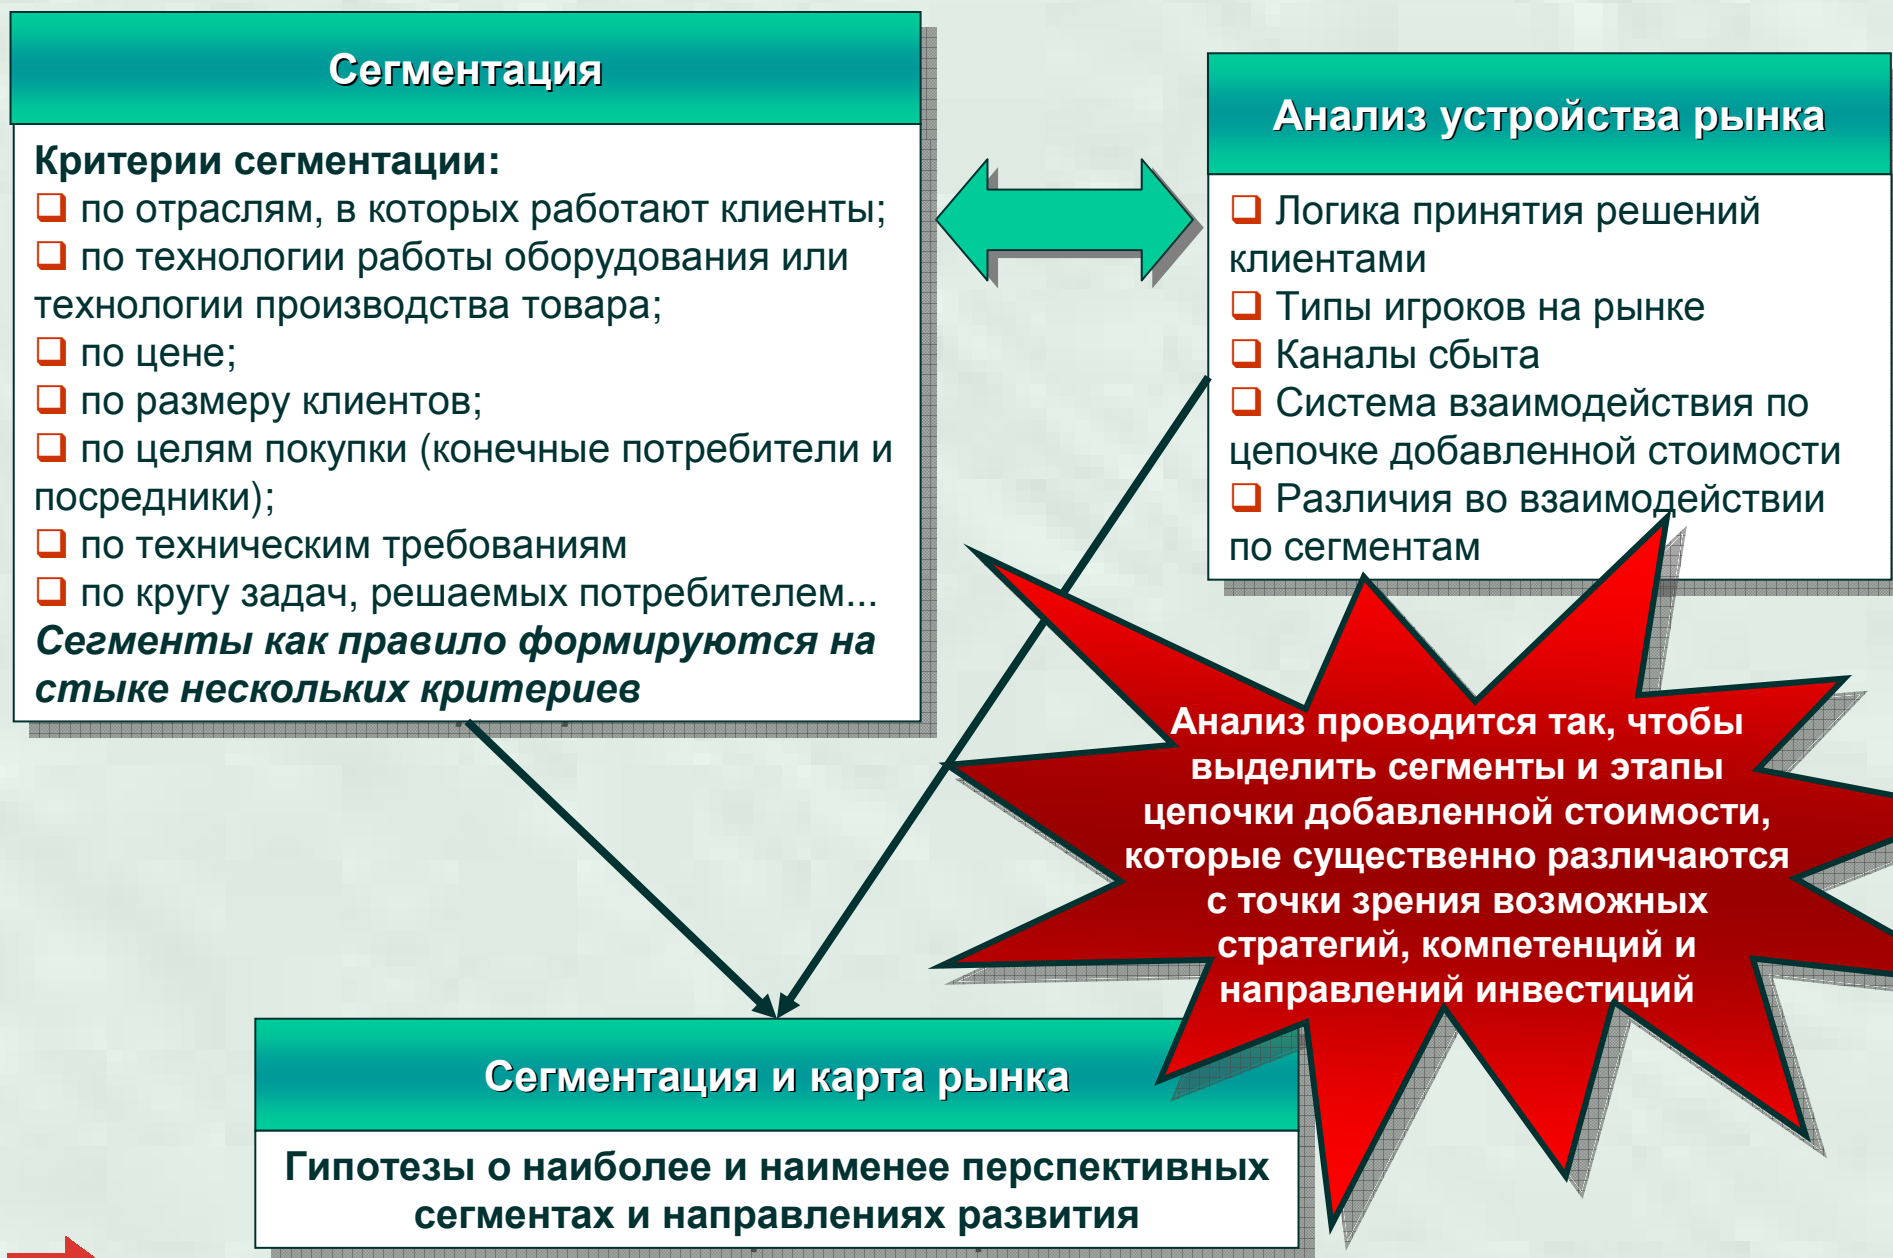 Сегментация
Критерии сегментации:
❑ по отраслям, в которых работают клиенты;
❑ по технологии работы оборудования или
технологии производства товара;
❑ по цене;
❑ по размеру клиентов;
❑ по целям покупки (конечные потребители и
посредники);
❑ по техническим требованиям
❑ по кругу задач, решаемых потребителем...
Сегменты как правило формируются на
стыке нескольких критериев
Анализ устройства рынка
❑ Логика принятия решений
клиентами
❑ Типы игроков на рынке
❑ Каналы сбыта
❑ Система взаимодействия по
цепочке добавленной стоимости
❑ Различия во взаимодействии
по сегментам
Анализ проводится так, чтобы
выделить сегменты и этапы
цепочки добавленной стоимости,
которые существенно различаются
с точки зрения возможных
стратегий, компетенций и
направлений инвестиций
Сегментация и карта рынка
Гипотезы о наиболее и наименее перспективных
сегментах и направлениях развития